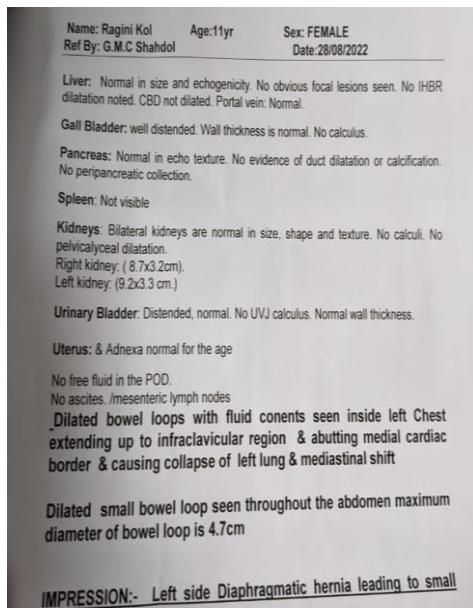 Name: Ragini Kol Age:11yr Sex: FEMALE
Ref By: G.M.C Shahdol Date:28/08/2022
Liver: Normal in size and echogenicity. No obvious focal lesions seen. No IHBR
dilatation noted. CBD not dilated. Portal vein: Normal.
Gall Bladder: well distended. Wall thickness is normal. No calculus.
Pancreas: Normal in echo texture. No evidence of duct dilatation or calcification.
No peripancreatic collection.
Spleen: Not visible
Kidneys: Bilateral kidneys are normal in size, shape and texture. No calculi. No
pelvicalyceal dilatation.
Right kidney: ( 8.7x3.2cm).
Left kidney: (9.2x3.3 cm.)
Urinary Bladder: Distended, normal. No UVJ calculus. Normal wall thickness.
Uterus: & Adnexa normal for the age
No free fluid in the POD.
No ascites. /mesenteric lymph nodes
_Dilated bowel loops with fluid conents seen inside left Chest
extending up to infraclavicular region & abutting medial cardiac
border & causing collapse of left lung & mediastinal shift
Dilated small bowel loop seen throughout the abdomen maximum
diameter of bowel loop is 4.7cm
IMPRESSION:- Left side Diaphragmatic hernia leading to small